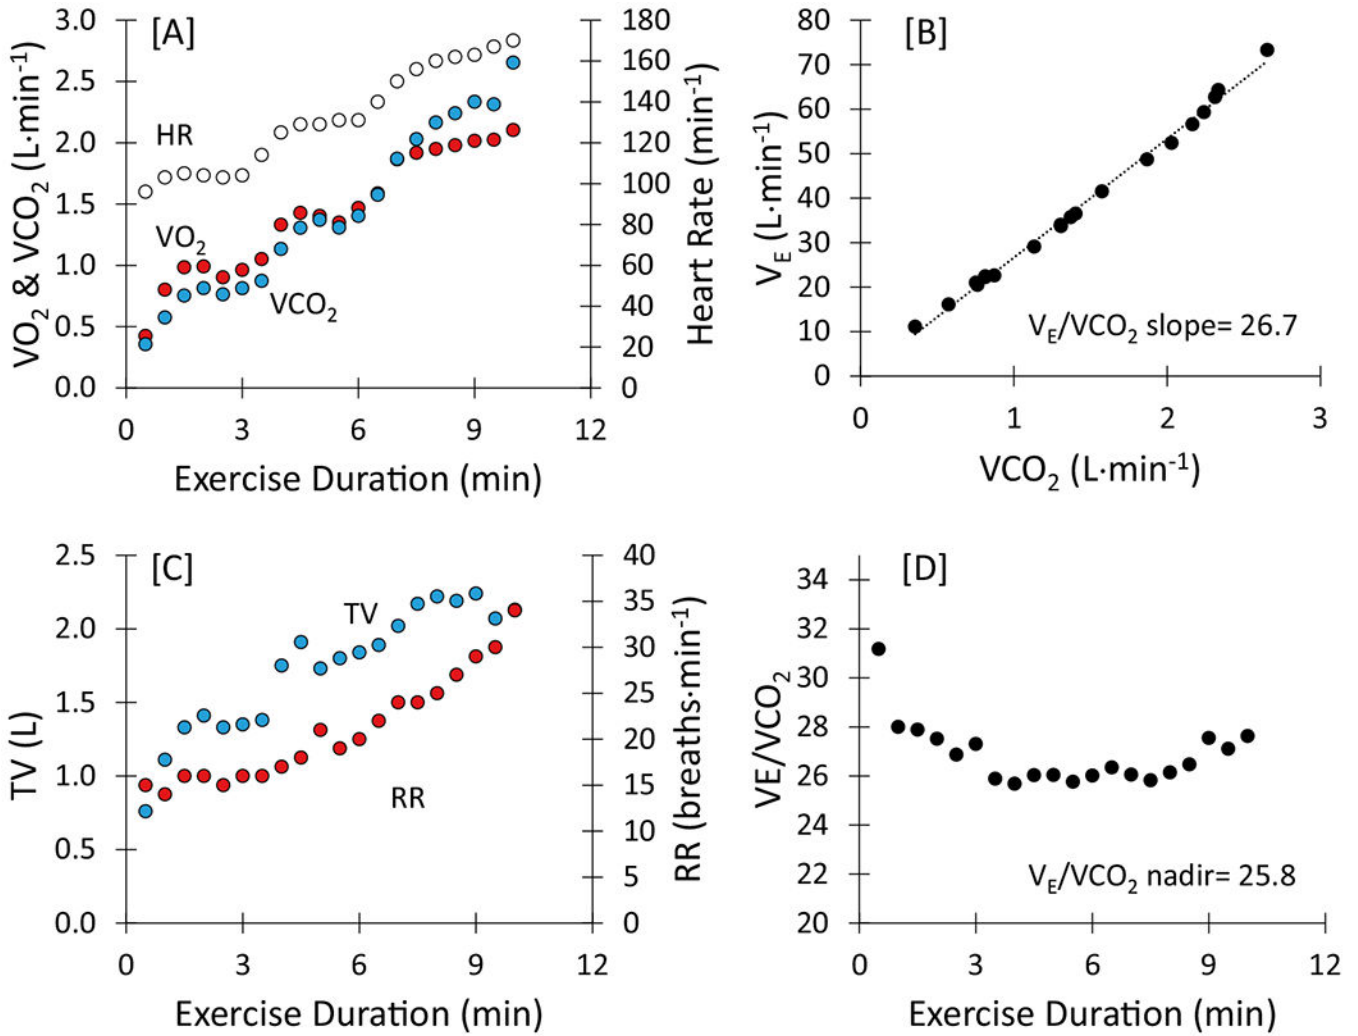 [A]
3.0
2.5
2.0
1.5
1.0
0.5
0.0
VO₂ & VCO₂ (L·min⁻¹)
HR
VO₂
VCO₂
180
160
140
120
100
80
60
40
20
0
Heart Rate (min⁻¹)
0 3 6 9 12
Exercise Duration (min)
[B]
80
70
60
50
40
30
20
10
0
V_E (L·min⁻¹)
V_E/VCO₂ slope= 26.7
0 1 2 3
VCO₂ (L·min⁻¹)
[C]
2.5
2.0
1.5
1.0
0.5
0.0
TV (L)
TV
RR
40
35
30
25
20
15
10
5
0
RR (breaths·min⁻¹)
0 3 6 9 12
Exercise Duration (min)
[D]
34
32
30
28
26
24
22
20
VE/VCO₂
V_E/VCO₂ nadir= 25.8
0 3 6 9 12
Exercise Duration (min)